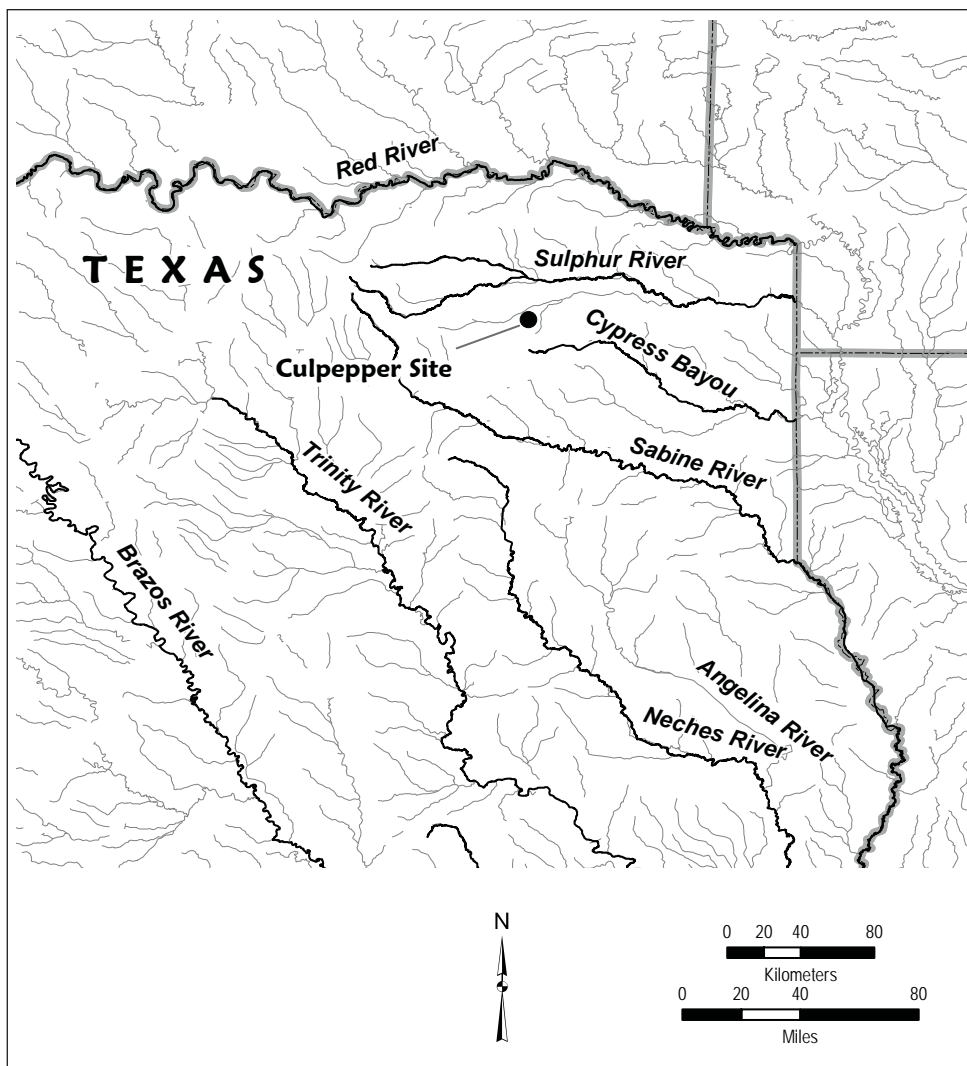 Red River
TEXAS
Sulphur River
Culpepper Site
Cypress Bayou
Sabine River
Trinity River
Brazos River
Angelina River
Neches River
N
0 20 40 80
Kilometers
0 20 40 80
Miles